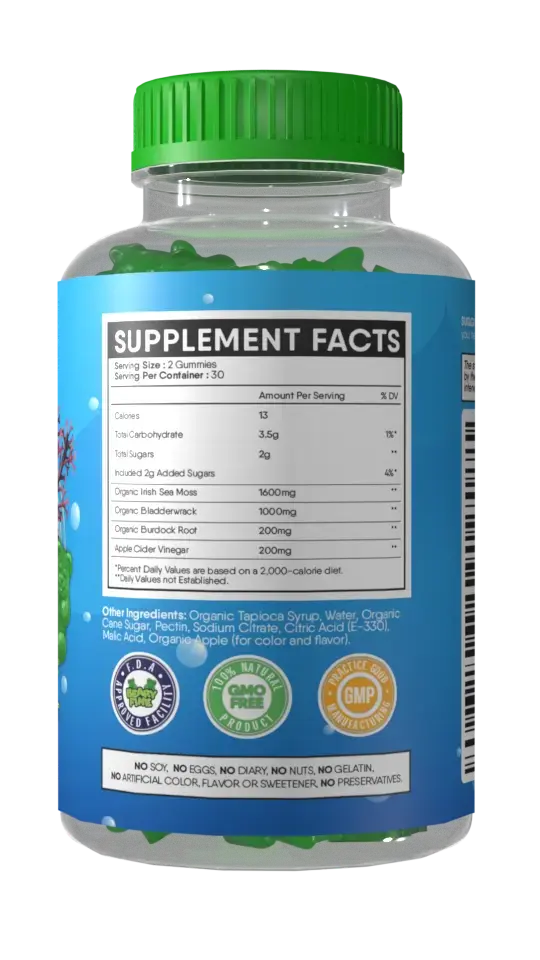 SUPPLEMENT FACTS
Serving Size : 2 Gummies
Serving Per Container : 30
Amount Per Serving % DV
Calories 13
Total Carbohydrate 3.5g 1%*
Total Sugars 2g **
Included 2g Added Sugars 4%*
Organic Irish Sea Moss 1600mg **
Organic Bladderwrack 1000mg **
Organic Burdock Root 200mg **
Apple Cider Vinegar 200mg **
*Percent Daily Values are based on a 2,000-calorie diet.
**Daily Values not Established.
Other Ingredients: Organic Tapioca Syrup, Water, Organic
Cane Sugar, Pectin, Sodium Citrate, Citric Acid (E-330),
Malic Acid, Organic Apple (for color and flavor).
• F.D.A •
APPROVED FACILITY
100% NATURAL
GMO
FREE
PRODUCT
PRACTICE GOOD
GMP
MANUFACTURING
NO SOY, NO EGGS, NO DIARY, NO NUTS, NO GELATIN,
NO ARTIFICIAL COLOR, FLAVOR OR SWEETENER, NO PRESERVATIVES.